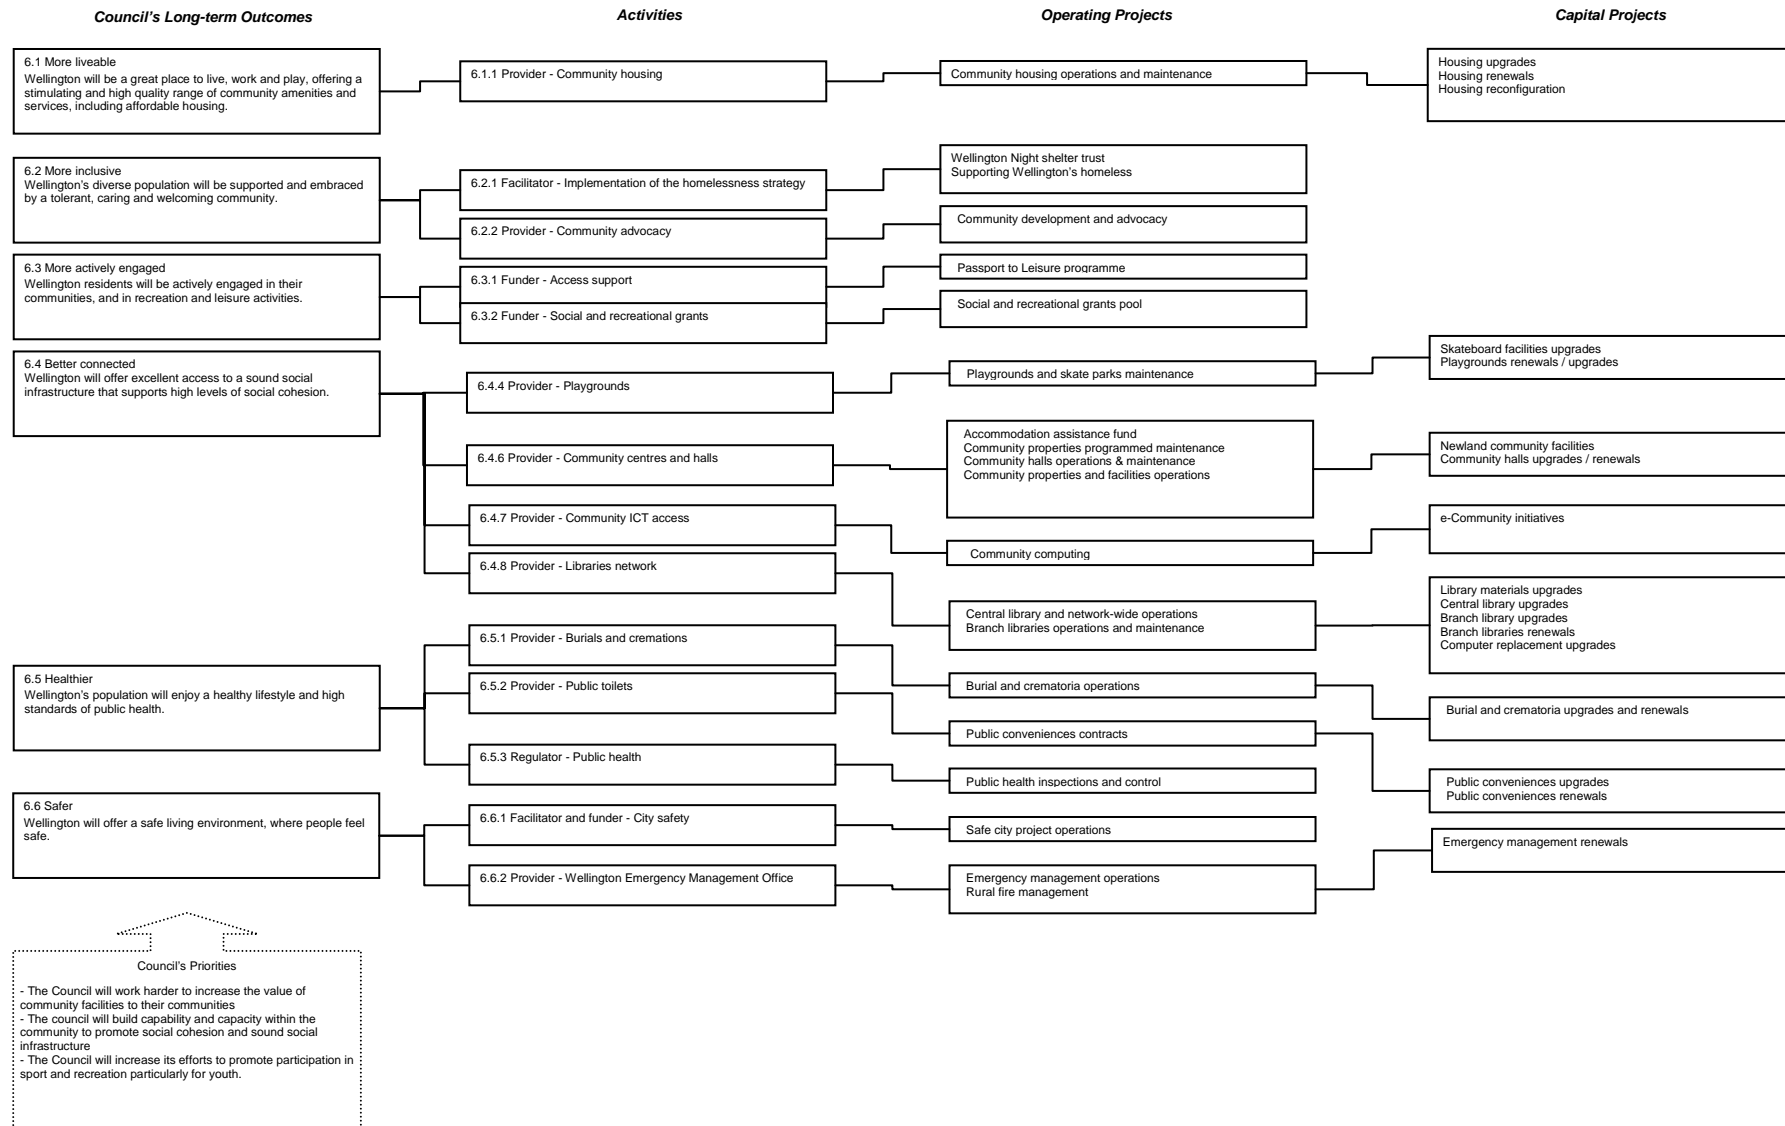 Council's Long-term Outcomes
Activities
Operating Projects
Capital Projects
6.1 More liveable
Wellington will be a great place to live, work and play, offering a
stimulating and high quality range of community amenities and
services, including affordable housing.
6.1.1 Provider - Community housing
Community housing operations and maintenance
Housing upgrades
Housing renewals
Housing reconfiguration
6.2 More inclusive
Wellington's diverse population will be supported and embraced
by a tolerant, caring and welcoming community.
6.2.1 Facilitator - Implementation of the homelessness strategy
Wellington Night shelter trust
Supporting Wellington's homeless
6.2.2 Provider - Community advocacy
Community development and advocacy
6.3 More actively engaged
Wellington residents will be actively engaged in their
communities, and in recreation and leisure activities.
6.3.1 Funder - Access support
Passport to Leisure programme
6.3.2 Funder - Social and recreational grants
Social and recreational grants pool
6.4 Better connected
Wellington will offer excellent access to a sound social
infrastructure that supports high levels of social cohesion.
6.4.4 Provider - Playgrounds
Playgrounds and skate parks maintenance
Skateboard facilities upgrades
Playgrounds renewals / upgrades
6.4.6 Provider - Community centres and halls
Accommodation assistance fund
Community properties programmed maintenance
Community halls operations & maintenance
Community properties and facilities operations
Newland community facilities
Community halls upgrades / renewals
6.4.7 Provider - Community ICT access
Community computing
e-Community initiatives
6.4.8 Provider - Libraries network
Central library and network-wide operations
Branch libraries operations and maintenance
Library materials upgrades
Central library upgrades
Branch library upgrades
Branch libraries renewals
Computer replacement upgrades
6.5 Healthier
Wellington's population will enjoy a healthy lifestyle and high
standards of public health.
6.5.1 Provider - Burials and cremations
Burial and crematoria operations
Burial and crematoria upgrades and renewals
6.5.2 Provider - Public toilets
Public conveniences contracts
Public conveniences upgrades
Public conveniences renewals
6.5.3 Regulator - Public health
Public health inspections and control
6.6 Safer
Wellington will offer a safe living environment, where people feel
safe.
6.6.1 Facilitator and funder - City safety
Safe city project operations
6.6.2 Provider - Wellington Emergency Management Office
Emergency management operations
Rural fire management
Emergency management renewals
Council's Priorities
- The Council will work harder to increase the value of
community facilities to their communities
- The council will build capability and capacity within the
community to promote social cohesion and sound social
infrastructure
- The Council will increase its efforts to promote participation in
sport and recreation particularly for youth.